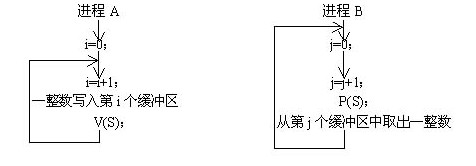 进程 A
i=0;
i=i+1;
一整数写入第 i 个缓冲区
V(S);
进程 B
j=0;
j=j+1;
P(S);
从第 j 个缓冲区中取出一整数